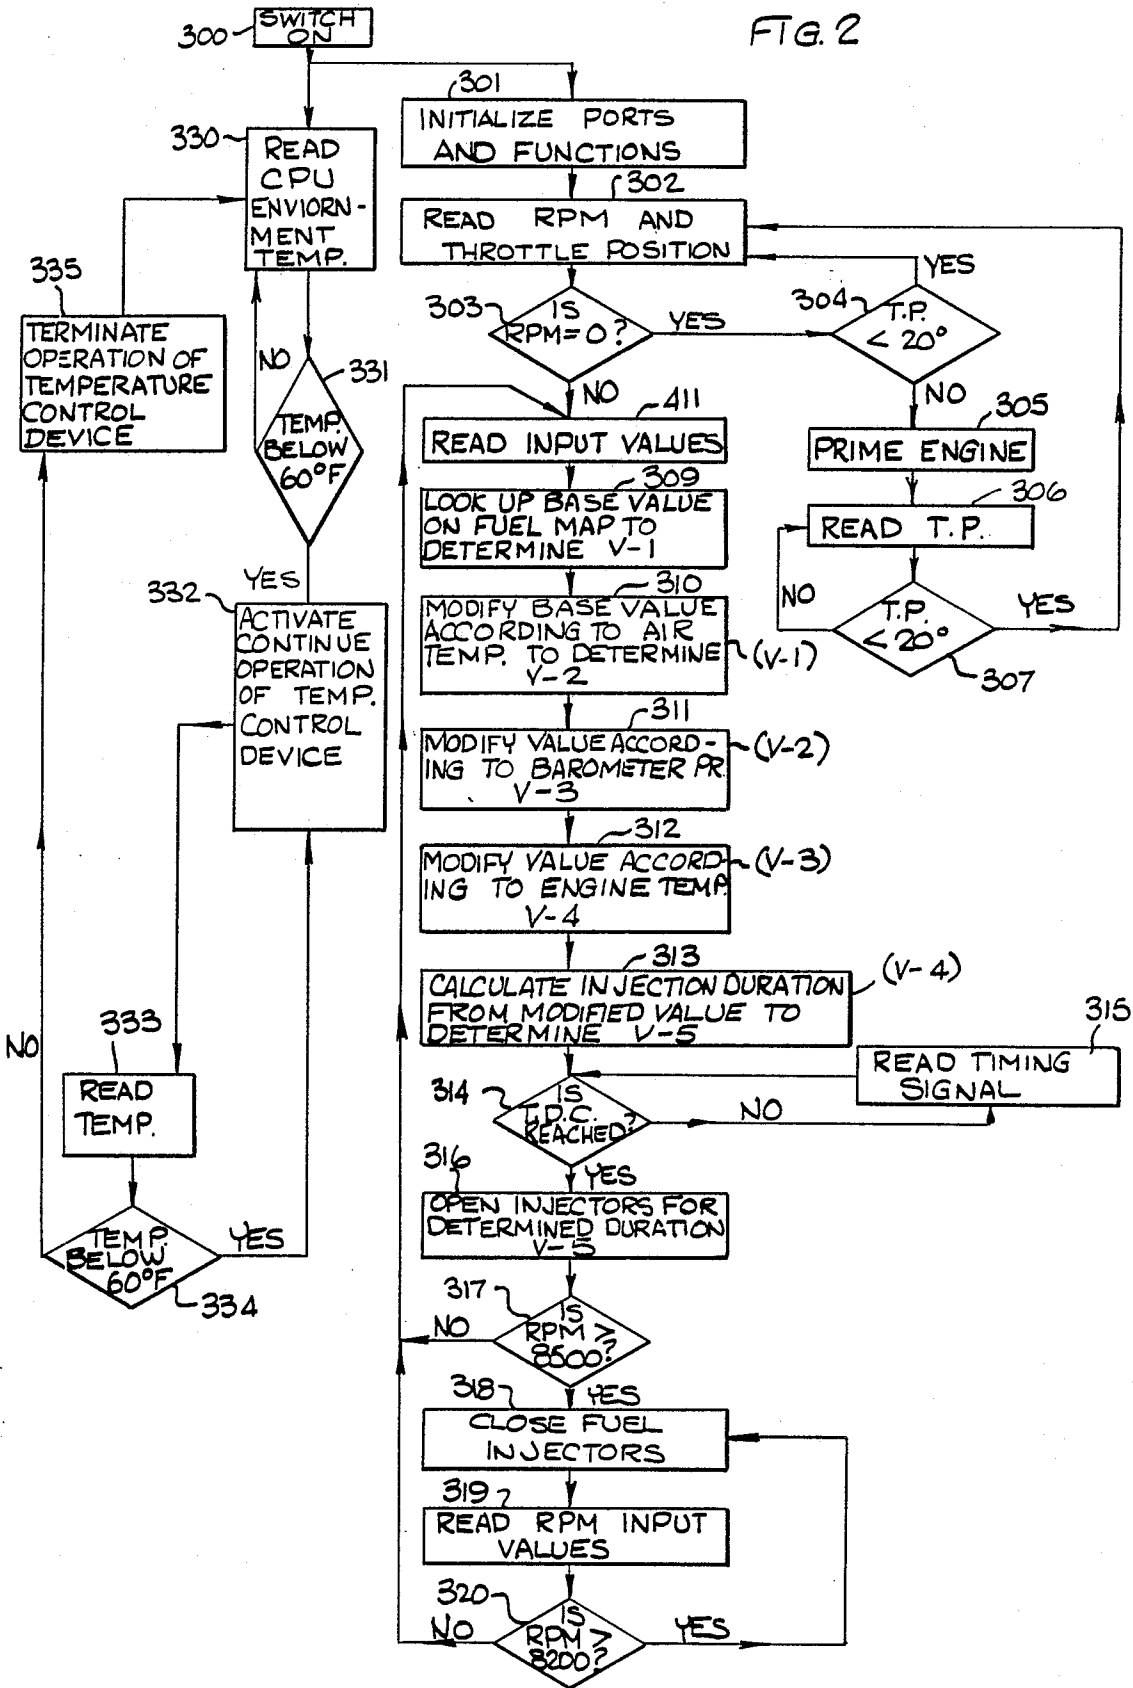 FIG. 2
300
SWITCH
ON
301
INITIALIZE PORTS
AND FUNCTIONS
330
READ
CPU
ENVIORN-
MENT
TEMP.
302
READ RPM AND
THROTTLE POSITION
YES
335
TERMINATE
OPERATION OF
TEMPERATURE
CONTROL
DEVICE
303
IS
RPM=0?
YES
304
T.P.
< 20°
NO
NO
331
TEMP.
BELOW
60°F
NO
411
READ INPUT VALUES
305
PRIME ENGINE
309
LOOK UP BASE VALUE
ON FUEL MAP TO
DETERMINE V-1
306
READ T.P.
YES
332
ACTIVATE
CONTINUE
OPERATION
OF TEMP.
CONTROL
DEVICE
310
MODIFY BASE VALUE
ACCORDING TO AIR
TEMP. TO DETERMINE
V-2
(V-1)
NO
T.P.
< 20°
YES
307
311
MODIFY VALUE ACCORD-
ING TO BAROMETER PR.
V-3
(V-2)
312
MODIFY VALUE ACCORD-
ING TO ENGINE TEMP.
V-4
(V-3)
313
CALCULATE INJECTION DURATION
FROM MODIFIED VALUE TO
DETERMINE V-5
(V-4)
NO
333
READ
TEMP.
315
READ TIMING
SIGNAL
314
IS
T.D.C.
REACHED?
NO
YES
316
OPEN INJECTORS FOR
DETERMINED DURATION
V-5
TEMP.
BELOW
60°F
YES
334
317
IS
RPM >
8500?
NO
YES
318
CLOSE FUEL
INJECTORS
319
READ RPM INPUT
VALUES
320
IS
RPM >
8200?
NO
YES